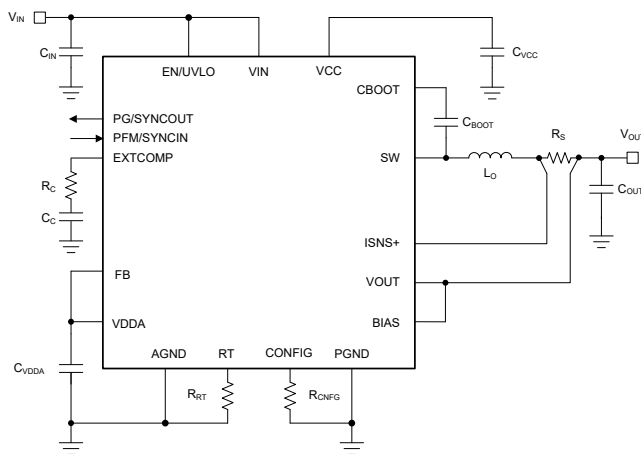 VIN
CIN
EN/UVLO
VIN
VCC
CVCC
CBOOT
CBOOT
PG/SYNCOUT
PFM/SYNCIN
EXTCOMP
SW
LO
RS
VOUT
COUT
RC
CC
ISNS+
FB
VOUT
VDDA
BIAS
CVDDA
AGND
RT
CONFIG
PGND
RRT
RCNFG